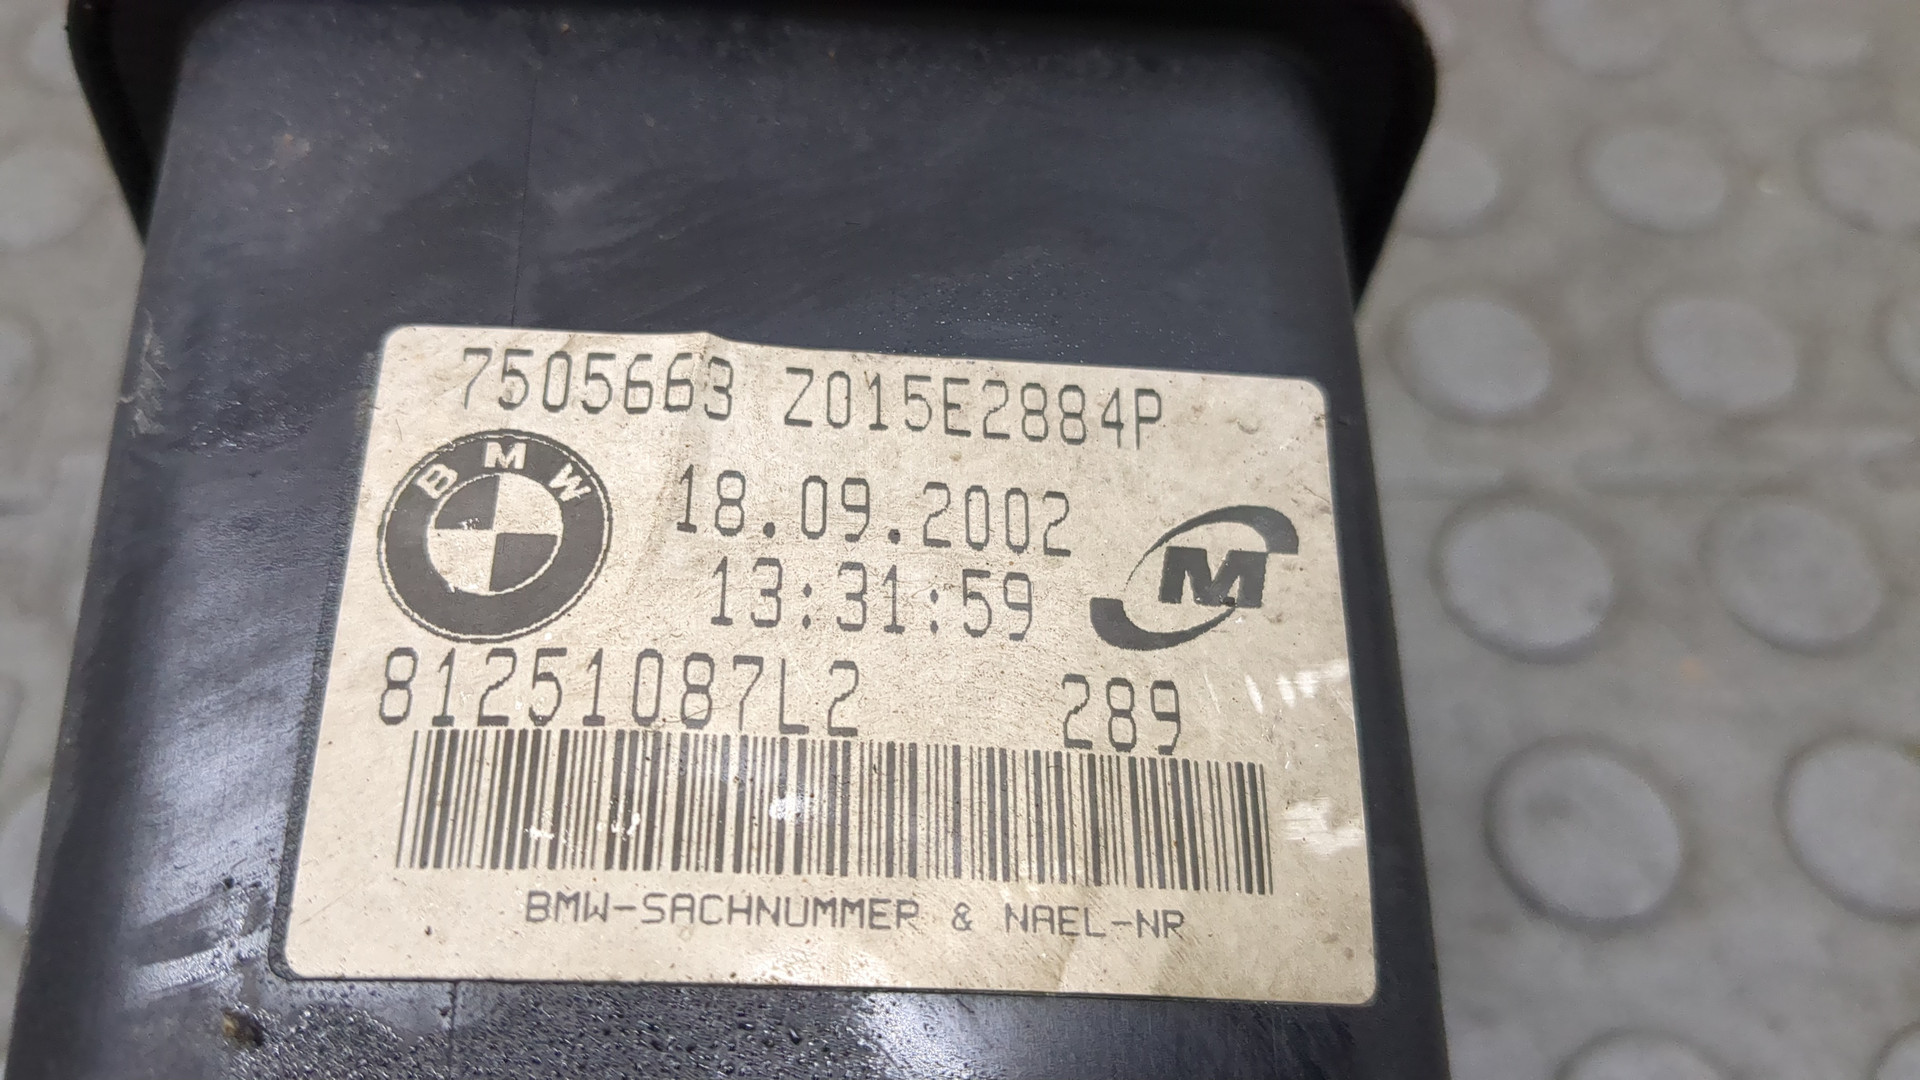 7505663 Z015E2884P
BMW
18.09.2002
M
13:31:59
81251087L2 289
BMW-SACHNUMMER & NAEL-NR